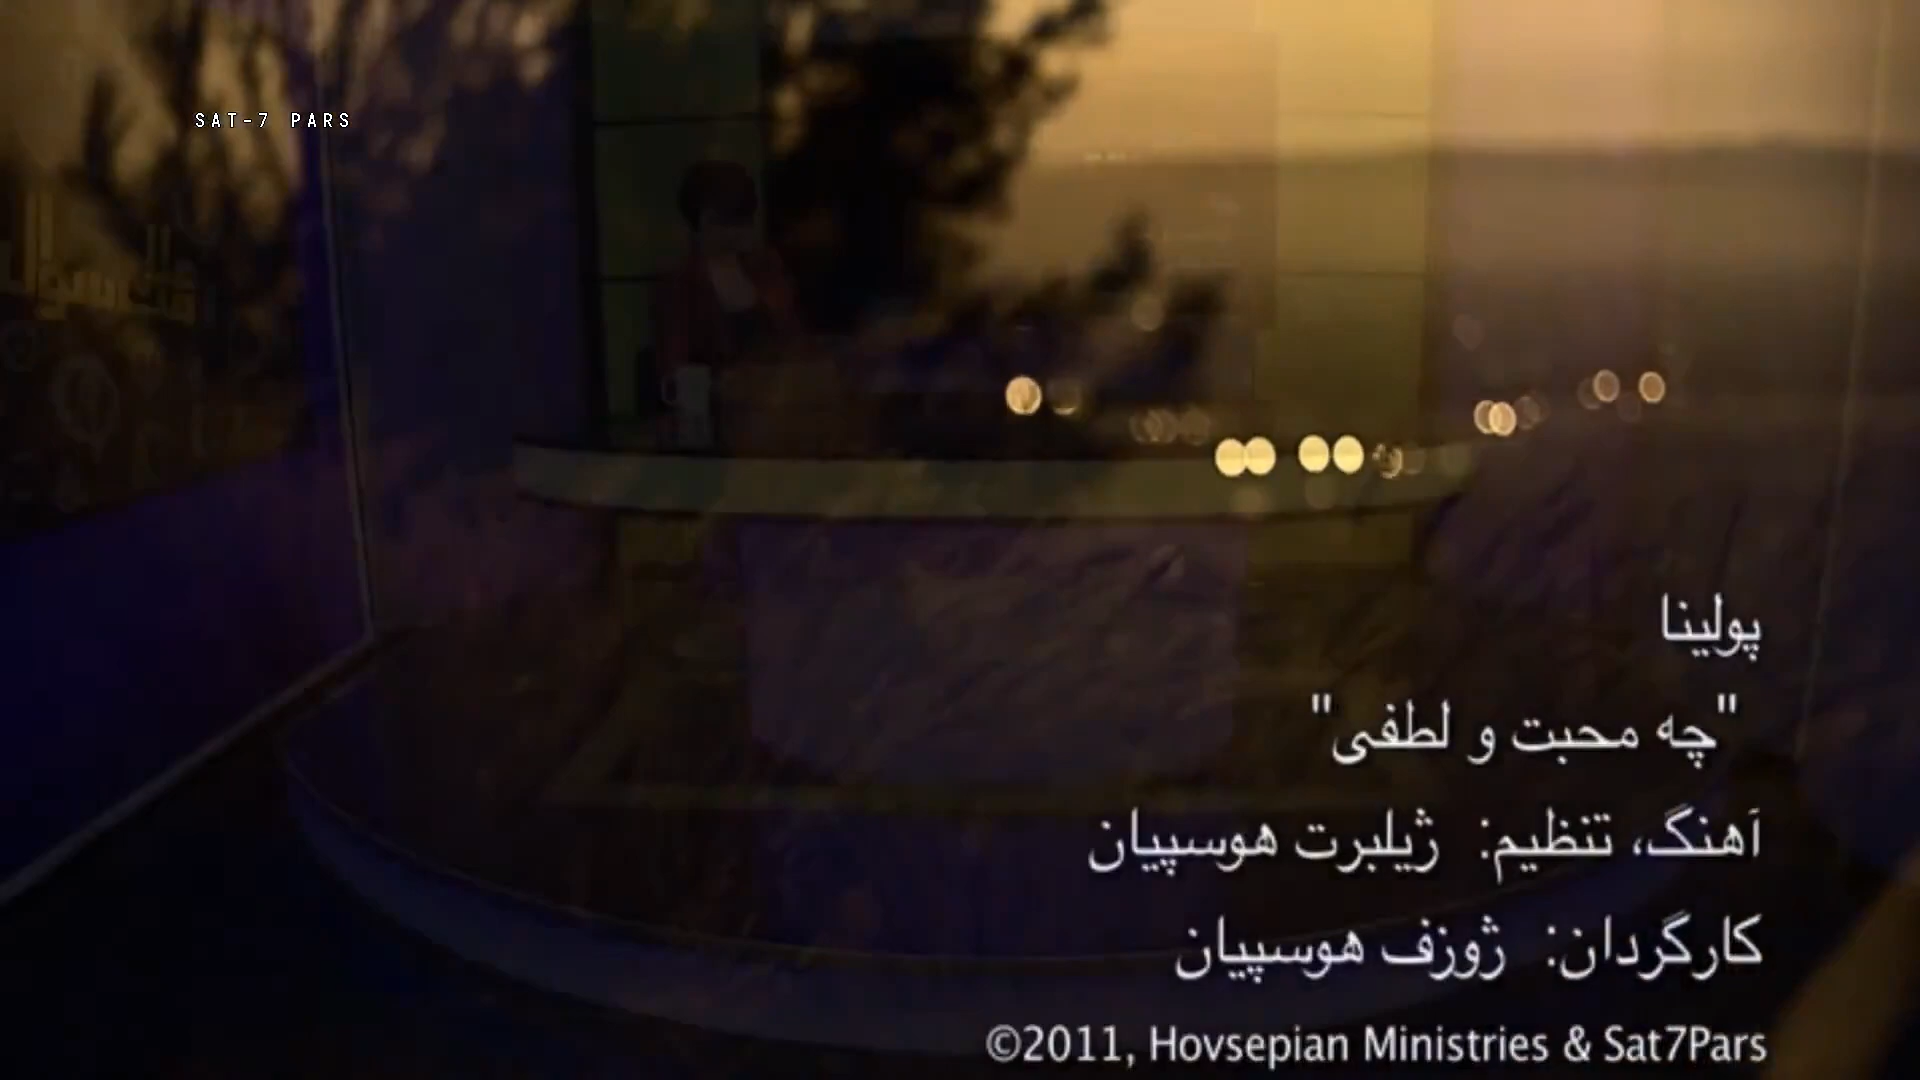 SAT-7 PARS
پولینا
"چه محبت و لطفی"
آهنگ، تنظیم: ژیلبرت هوسپیان
کارگردان: ژوزف هوسپیان
©2011, Hovsepian Ministries & Sat7Pars